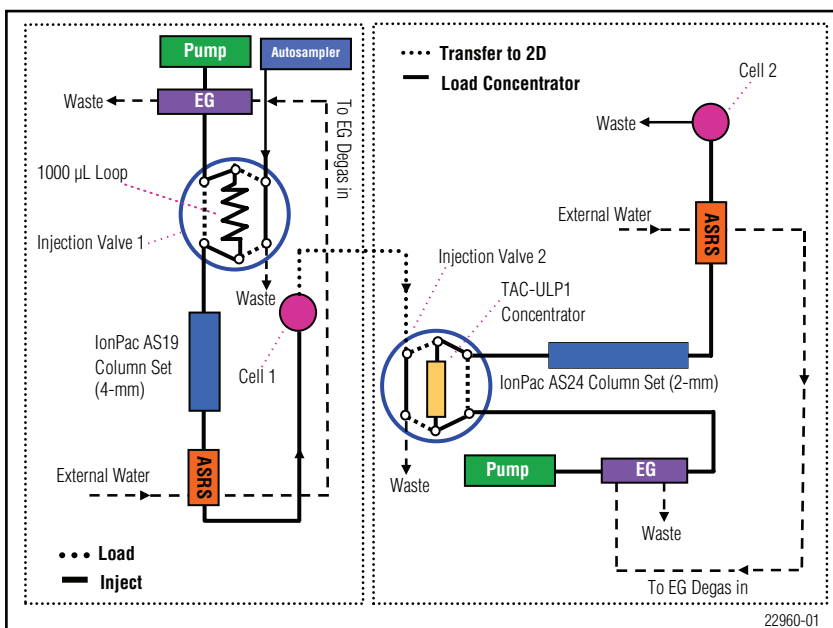 Pump
Autosampler
Waste
EG
To EG Degas in
1000 µL Loop
Injection Valve 1
Waste
IonPac AS19
Column Set
(4-mm)
Cell 1
External Water
ASRS
Load
Inject
Transfer to 2D
Load Concentrator
Cell 2
Waste
External Water
ASRS
Injection Valve 2
TAC-ULP1
Concentrator
IonPac AS24 Column Set (2-mm)
Waste
Pump
EG
Waste
To EG Degas in
22960-01